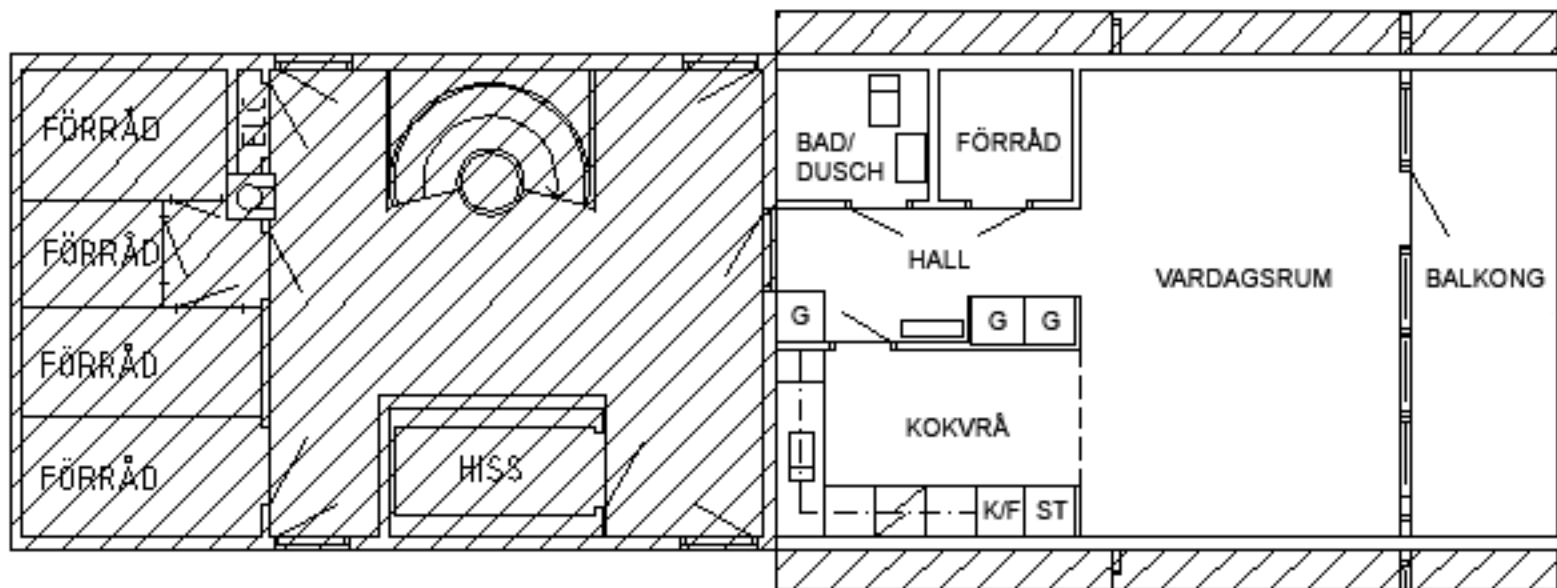 FÖRRÅD
ELC
FÖRRÅD
FÖRRÅD
FÖRRÅD
HISS
BAD/
DUSCH
FÖRRÅD
HALL
VARDAGSRUM
BALKONG
G
G
G
KOKVRÅ
K/F
ST